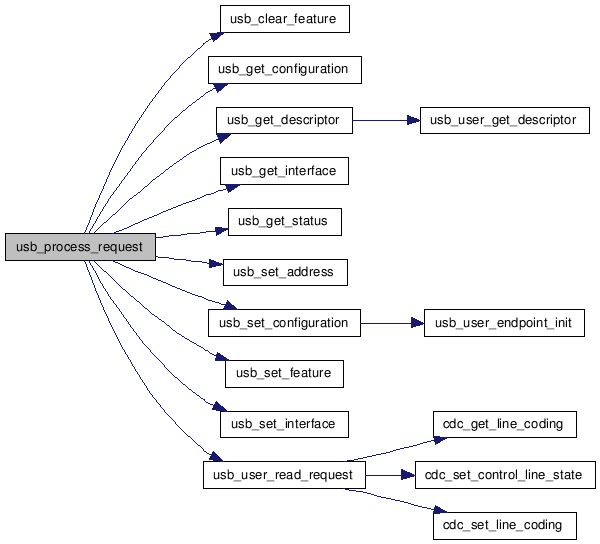 usb_clear_feature
usb_get_configuration
usb_get_descriptor
usb_user_get_descriptor
usb_get_interface
usb_get_status
usb_process_request
usb_set_address
usb_set_configuration
usb_user_endpoint_init
usb_set_feature
usb_set_interface
cdc_get_line_coding
usb_user_read_request
cdc_set_control_line_state
cdc_set_line_coding